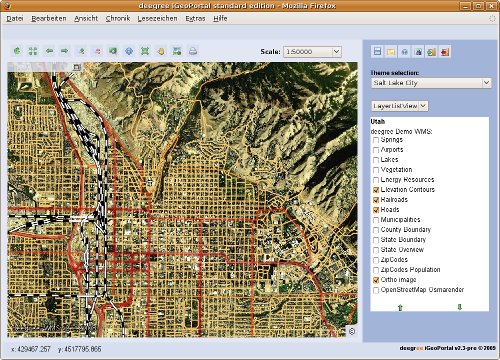 deegree iGeoPortal standard edition - Mozilla Firefox
Datei Bearbeiten Ansicht Chronik Lesezeichen Extras Hilfe
Scale: 1:50000
Theme selection:
Salt Lake City
LayerListView
Utah
deegree Demo WMS:
Springs
Airports
Lakes
Vegetation
Energy Resources
Elevation Contours
Railroads
Roads
Municipalities
County Boundary
State Boundary
State Overview
ZipCodes
ZipCodes Population
Ortho image
OpenStreetMap Osmarender
©
x: 429467.257 y: 4517795.865
deegree iGeoPortal v2.3-pre © 2009